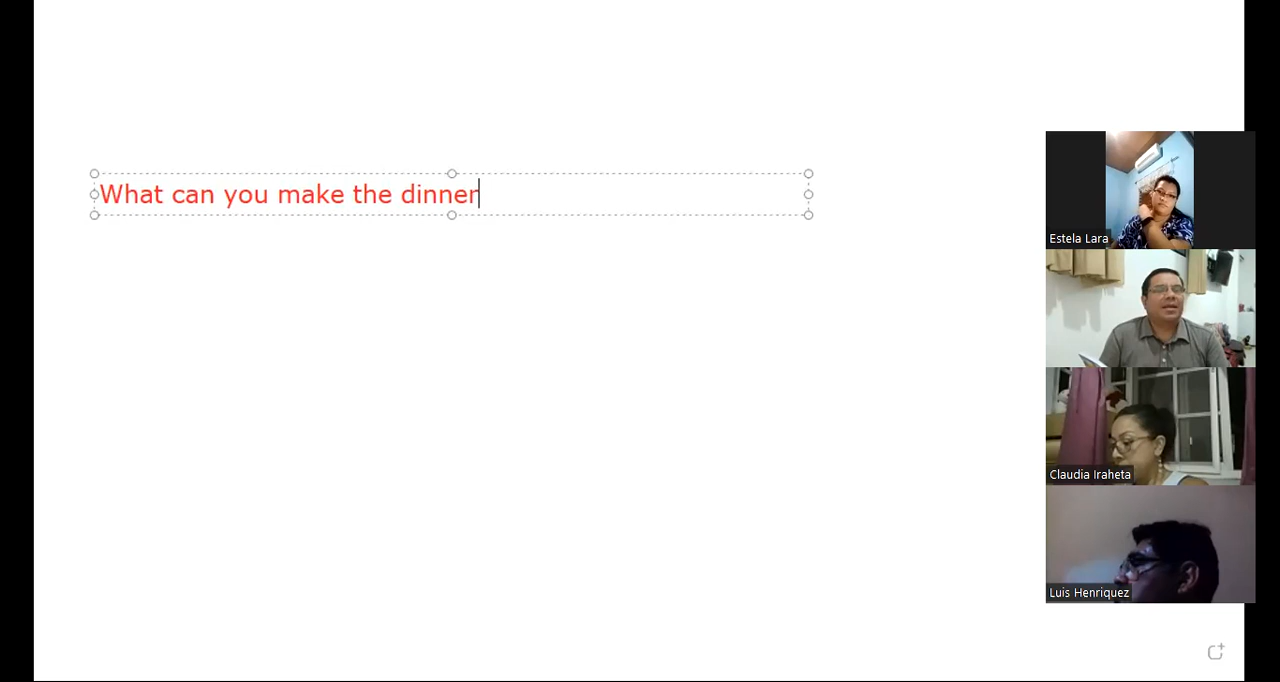 What can you make the dinner
Estela Lara
Claudia Iraheta
Luis Henriquez